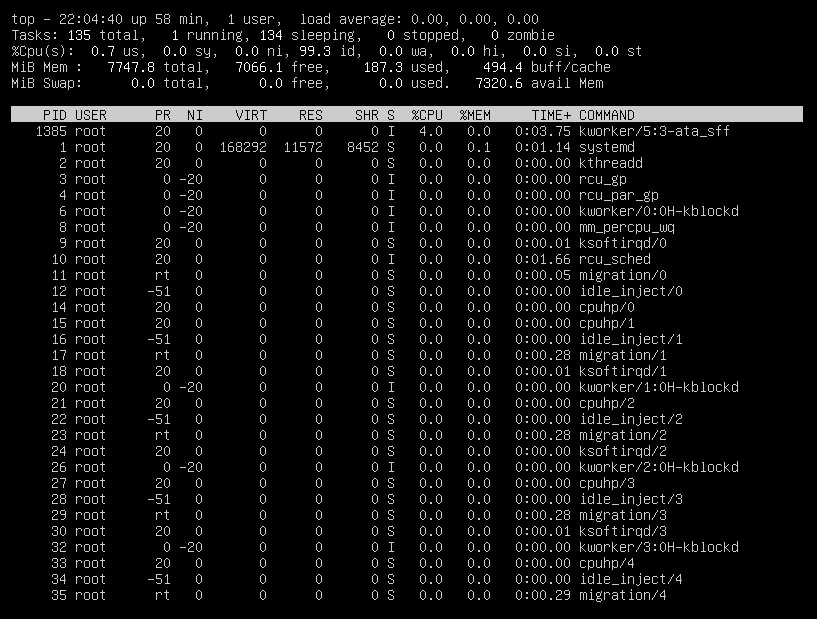 top - 22:04:40 up 58 min,  1 user,  load average: 0.00, 0.00, 0.00
Tasks: 135 total,   1 running, 134 sleeping,   0 stopped,   0 zombie
%Cpu(s):  0.7 us,  0.0 sy,  0.0 ni, 99.3 id,  0.0 wa,  0.0 hi,  0.0 si,  0.0 st
MiB Mem :   7747.8 total,   7066.1 free,    187.3 used,    494.4 buff/cache
MiB Swap:      0.0 total,      0.0 free,      0.0 used.   7320.6 avail Mem
PID USER      PR  NI    VIRT    RES    SHR S  %CPU  %MEM     TIME+ COMMAND
1385 root      20   0       0      0      0 I   4.0   0.0   0:03.75 kworker/5:3-ata_sff
1 root      20   0  168292  11572   8452 S   0.0   0.1   0:01.14 systemd
2 root      20   0       0      0      0 S   0.0   0.0   0:00.00 kthreadd
3 root       0 -20       0      0      0 I   0.0   0.0   0:00.00 rcu_gp
4 root       0 -20       0      0      0 I   0.0   0.0   0:00.00 rcu_par_gp
6 root       0 -20       0      0      0 I   0.0   0.0   0:00.00 kworker/0:0H-kblockd
8 root       0 -20       0      0      0 I   0.0   0.0   0:00.00 mm_percpu_wq
9 root      20   0       0      0      0 S   0.0   0.0   0:00.01 ksoftirqd/0
10 root      20   0       0      0      0 I   0.0   0.0   0:01.66 rcu_sched
11 root      rt   0       0      0      0 S   0.0   0.0   0:00.05 migration/0
12 root     -51   0       0      0      0 S   0.0   0.0   0:00.00 idle_inject/0
14 root      20   0       0      0      0 S   0.0   0.0   0:00.00 cpuhp/0
15 root      20   0       0      0      0 S   0.0   0.0   0:00.00 cpuhp/1
16 root     -51   0       0      0      0 S   0.0   0.0   0:00.00 idle_inject/1
17 root      rt   0       0      0      0 S   0.0   0.0   0:00.28 migration/1
18 root      20   0       0      0      0 S   0.0   0.0   0:00.01 ksoftirqd/1
20 root       0 -20       0      0      0 I   0.0   0.0   0:00.00 kworker/1:0H-kblockd
21 root      20   0       0      0      0 S   0.0   0.0   0:00.00 cpuhp/2
22 root     -51   0       0      0      0 S   0.0   0.0   0:00.00 idle_inject/2
23 root      rt   0       0      0      0 S   0.0   0.0   0:00.28 migration/2
24 root      20   0       0      0      0 S   0.0   0.0   0:00.00 ksoftirqd/2
26 root       0 -20       0      0      0 I   0.0   0.0   0:00.00 kworker/2:0H-kblockd
27 root      20   0       0      0      0 S   0.0   0.0   0:00.00 cpuhp/3
28 root     -51   0       0      0      0 S   0.0   0.0   0:00.00 idle_inject/3
29 root      rt   0       0      0      0 S   0.0   0.0   0:00.28 migration/3
30 root      20   0       0      0      0 S   0.0   0.0   0:00.01 ksoftirqd/3
32 root       0 -20       0      0      0 I   0.0   0.0   0:00.00 kworker/3:0H-kblockd
33 root      20   0       0      0      0 S   0.0   0.0   0:00.00 cpuhp/4
34 root     -51   0       0      0      0 S   0.0   0.0   0:00.00 idle_inject/4
35 root      rt   0       0      0      0 S   0.0   0.0   0:00.29 migration/4